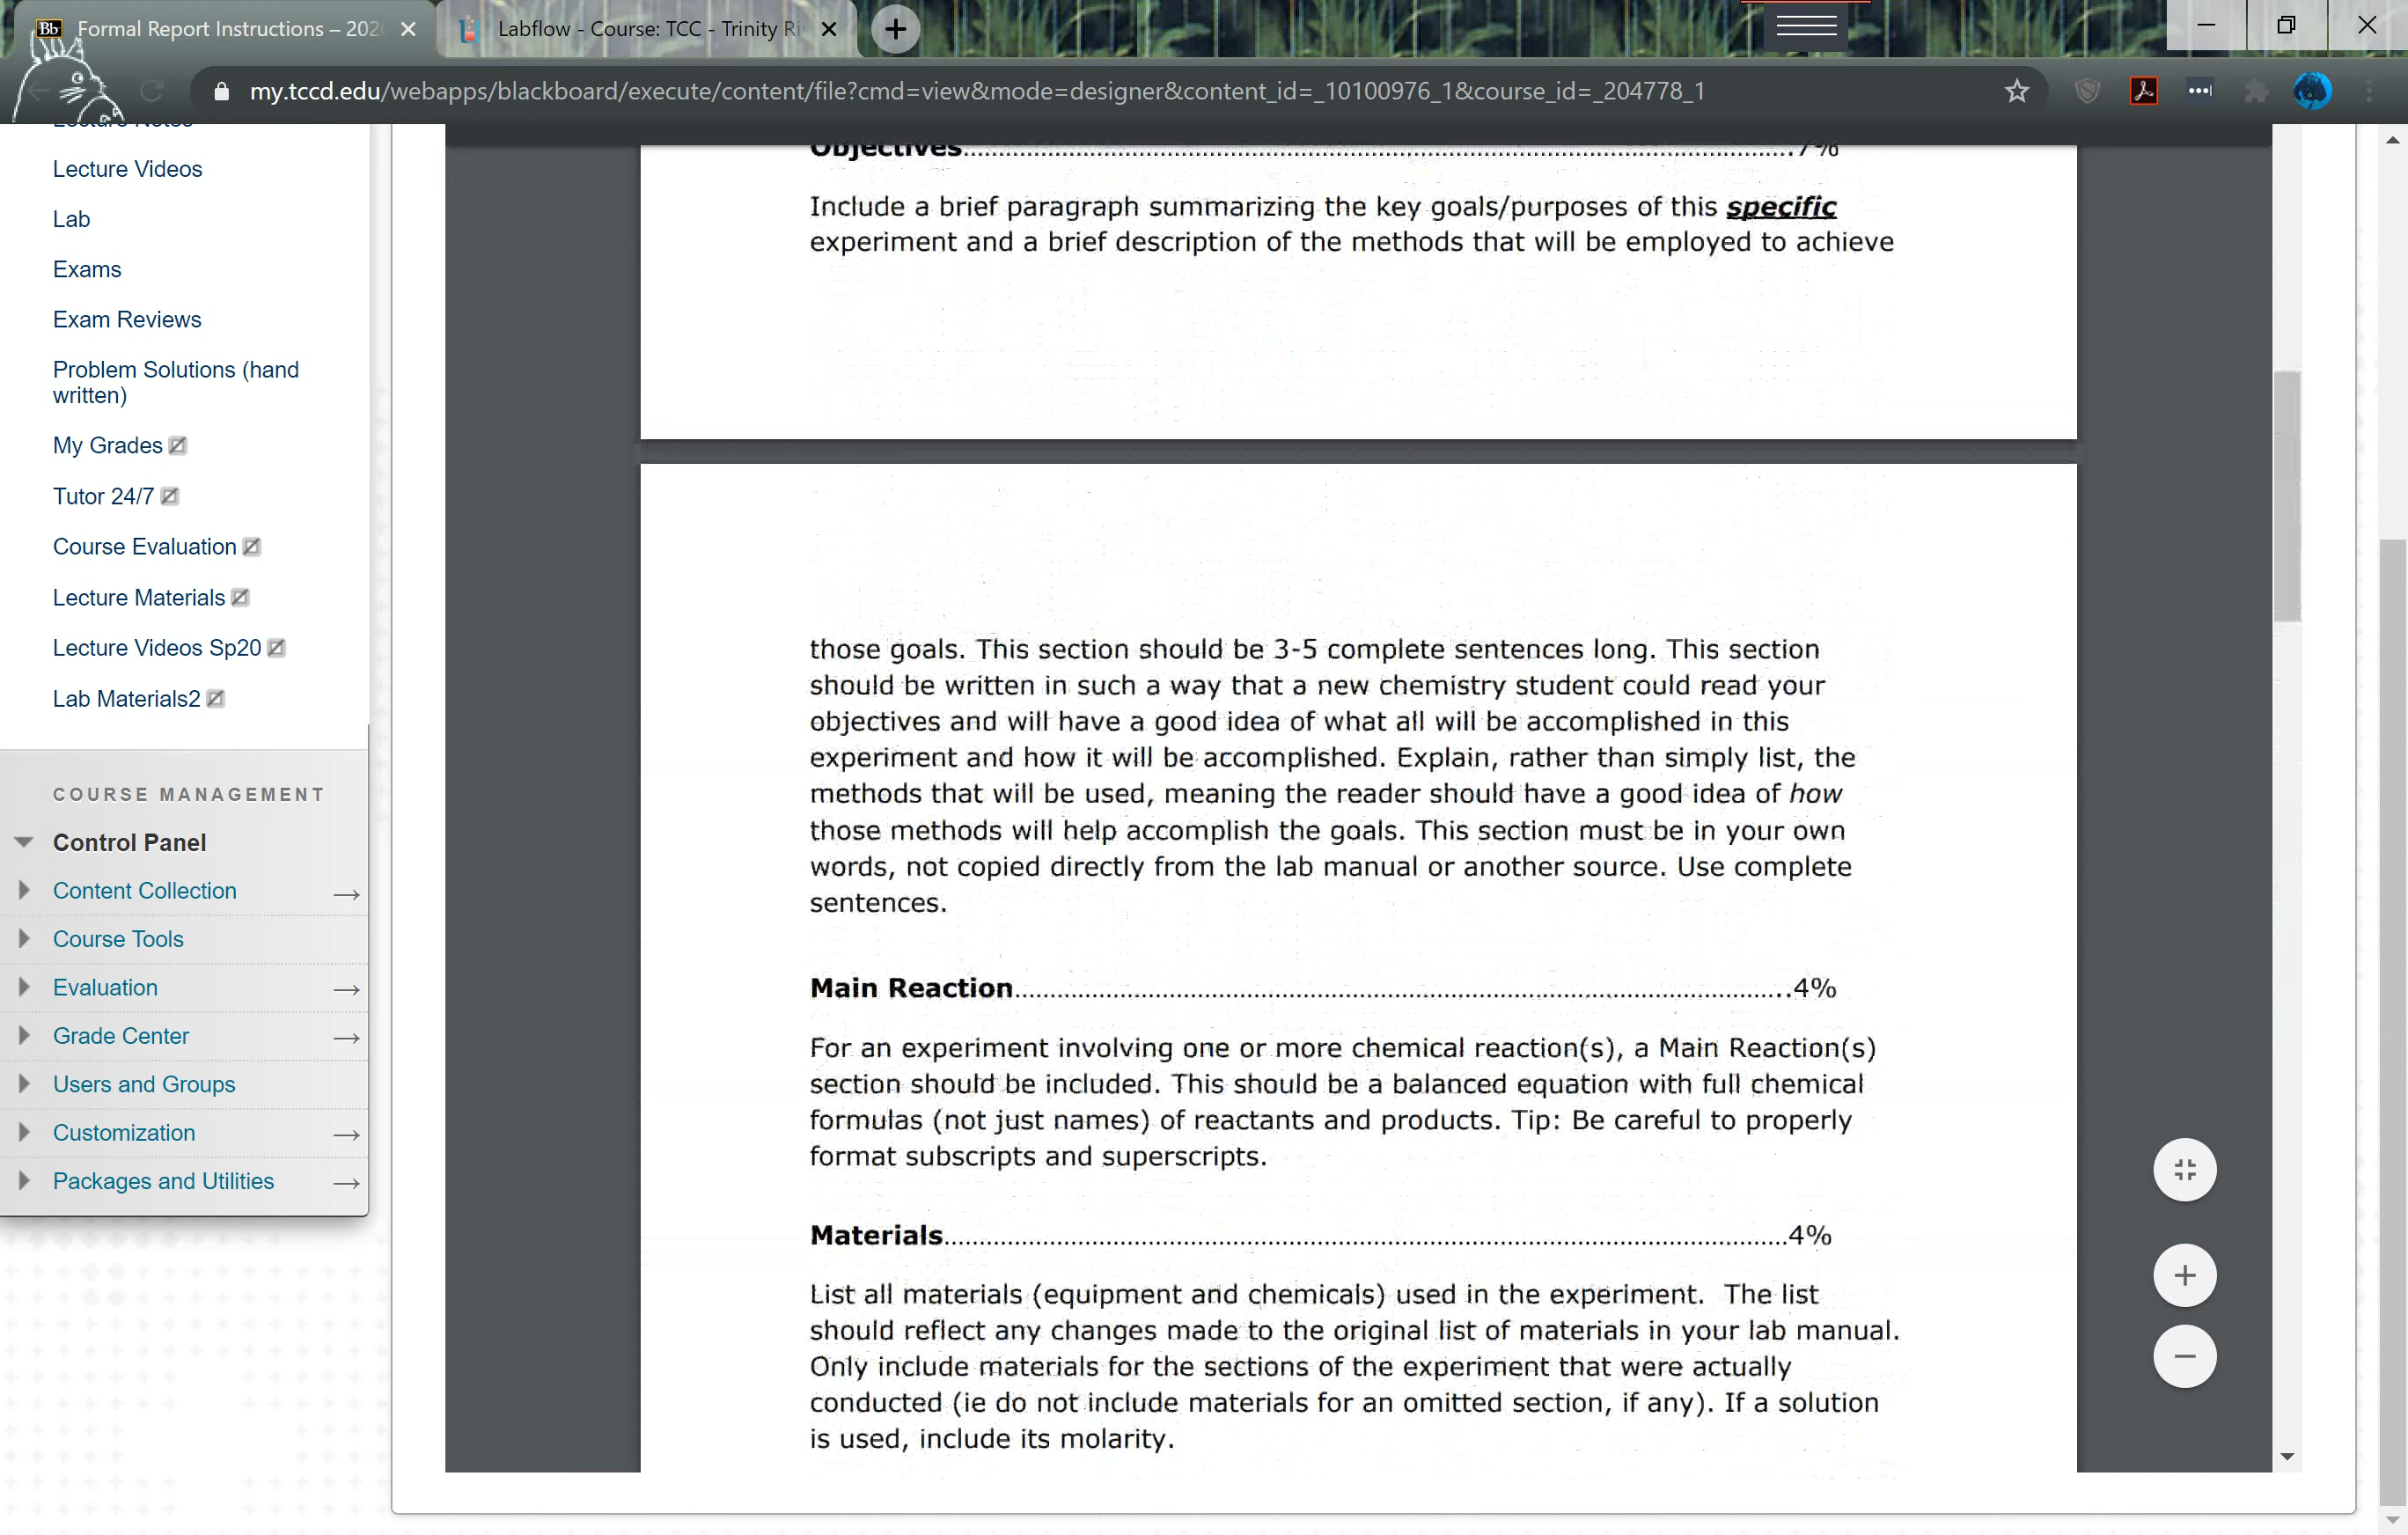 Formal Report Instructions – 202
Labflow - Course: TCC - Trinity Ri
my.tccd.edu/webapps/blackboard/execute/content/file?cmd=view&mode=designer&content_id=_10100976_1&course_id=_204778_1
Lecture Notes
Lecture Videos
Lab
Exams
Exam Reviews
Problem Solutions (hand
written)
My Grades
Tutor 24/7
Course Evaluation
Lecture Materials
Lecture Videos Sp20
Lab Materials2
COURSE MANAGEMENT
Control Panel
Content Collection
Course Tools
Evaluation
Grade Center
Users and Groups
Customization
Packages and Utilities
Objectives....................7%
Include a brief paragraph summarizing the key goals/purposes of this specific
experiment and a brief description of the methods that will be employed to achieve
those goals. This section should be 3-5 complete sentences long. This section
should be written in such a way that a new chemistry student could read your
objectives and will have a good idea of what all will be accomplished in this
experiment and how it will be accomplished. Explain, rather than simply list, the
methods that will be used, meaning the reader should have a good idea of how
those methods will help accomplish the goals. This section must be in your own
words, not copied directly from the lab manual or another source. Use complete
sentences.
Main Reaction....................4%
For an experiment involving one or more chemical reaction(s), a Main Reaction(s)
section should be included. This should be a balanced equation with full chemical
formulas (not just names) of reactants and products. Tip: Be careful to properly
format subscripts and superscripts.
Materials....................4%
List all materials (equipment and chemicals) used in the experiment.  The list
should reflect any changes made to the original list of materials in your lab manual.
Only include materials for the sections of the experiment that were actually
conducted (ie do not include materials for an omitted section, if any). If a solution
is used, include its molarity.